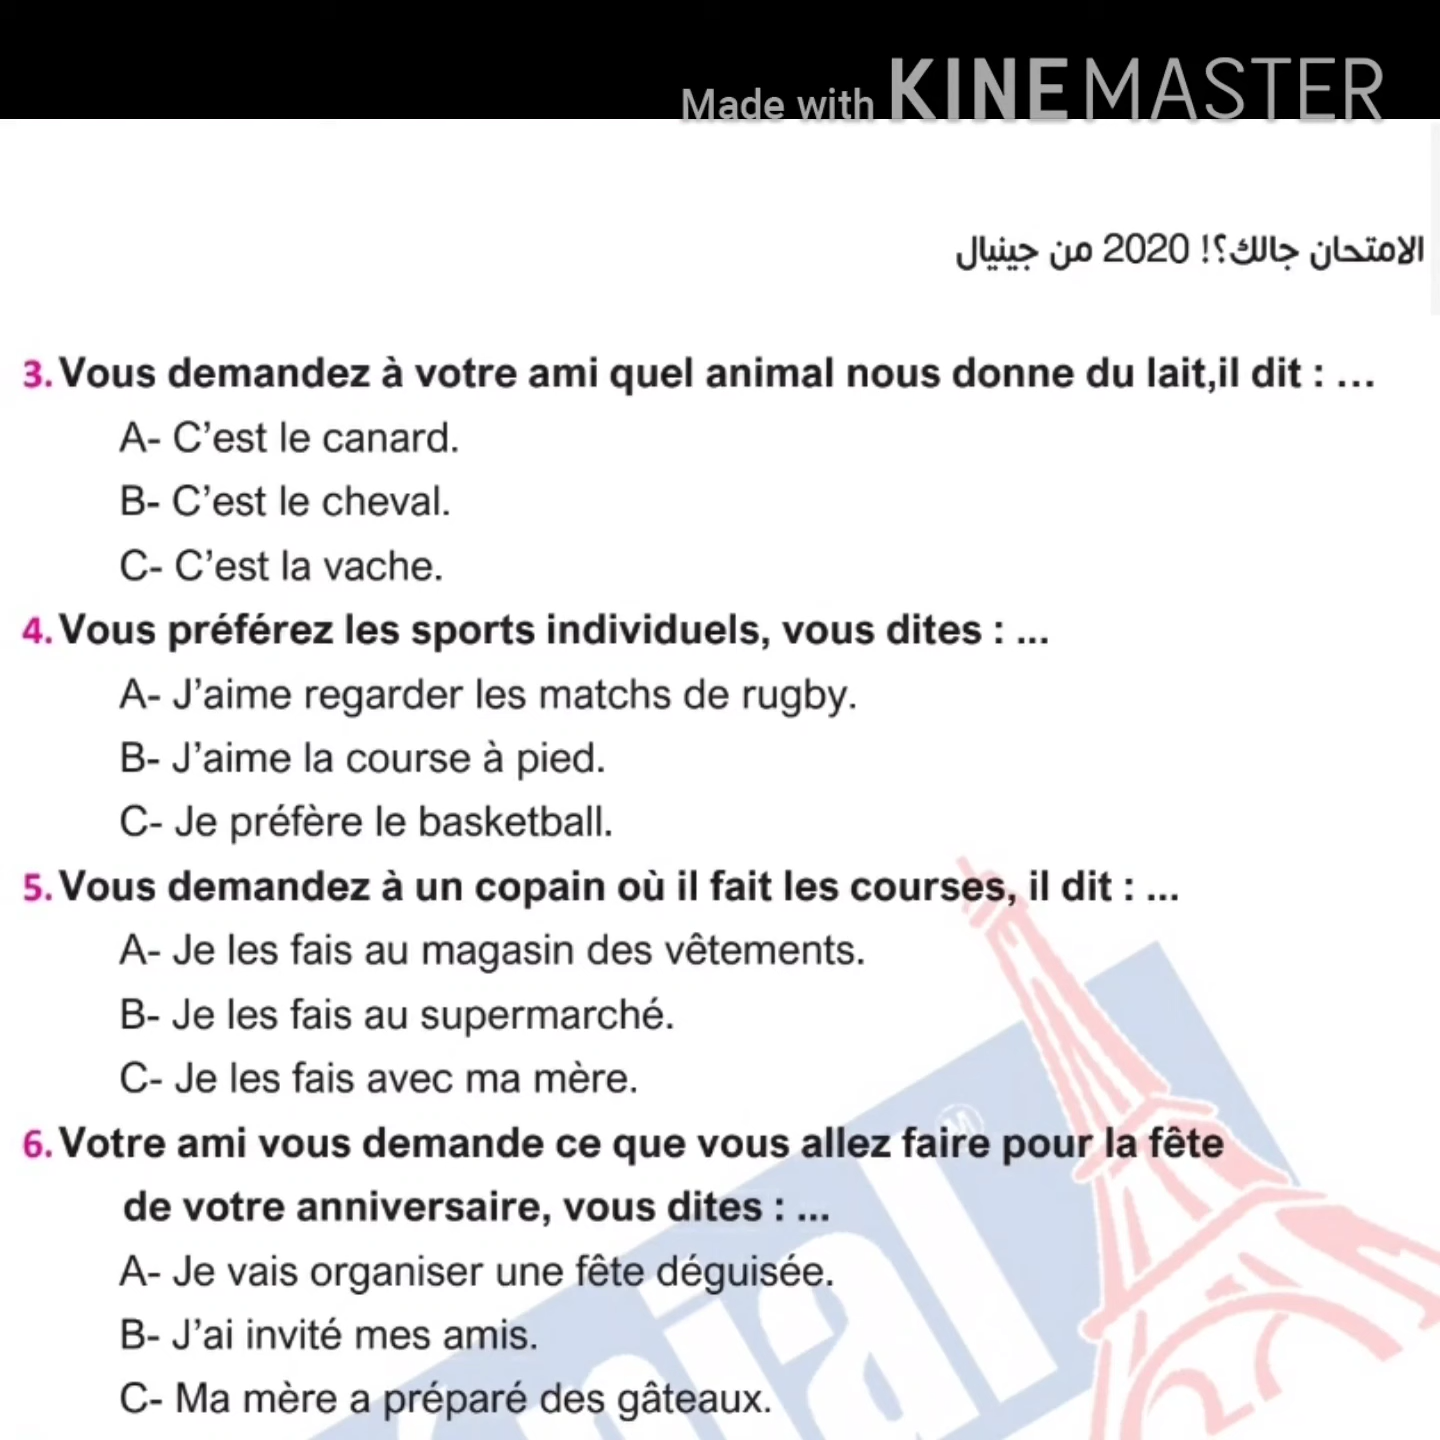 Made with KINEMASTER
الامتحان جالك؟! 2020 من جينيال
3. Vous demandez à votre ami quel animal nous donne du lait,il dit : ...
A- C’est le canard.
B- C’est le cheval.
C- C’est la vache.
4. Vous préférez les sports individuels, vous dites : ...
A- J’aime regarder les matchs de rugby.
B- J’aime la course à pied.
C- Je préfère le basketball.
5. Vous demandez à un copain où il fait les courses, il dit : ...
A- Je les fais au magasin des vêtements.
B- Je les fais au supermarché.
C- Je les fais avec ma mère.
6. Votre ami vous demande ce que vous allez faire pour la fête
de votre anniversaire, vous dites : ...
A- Je vais organiser une fête déguisée.
B- J’ai invité mes amis.
C- Ma mère a préparé des gâteaux.